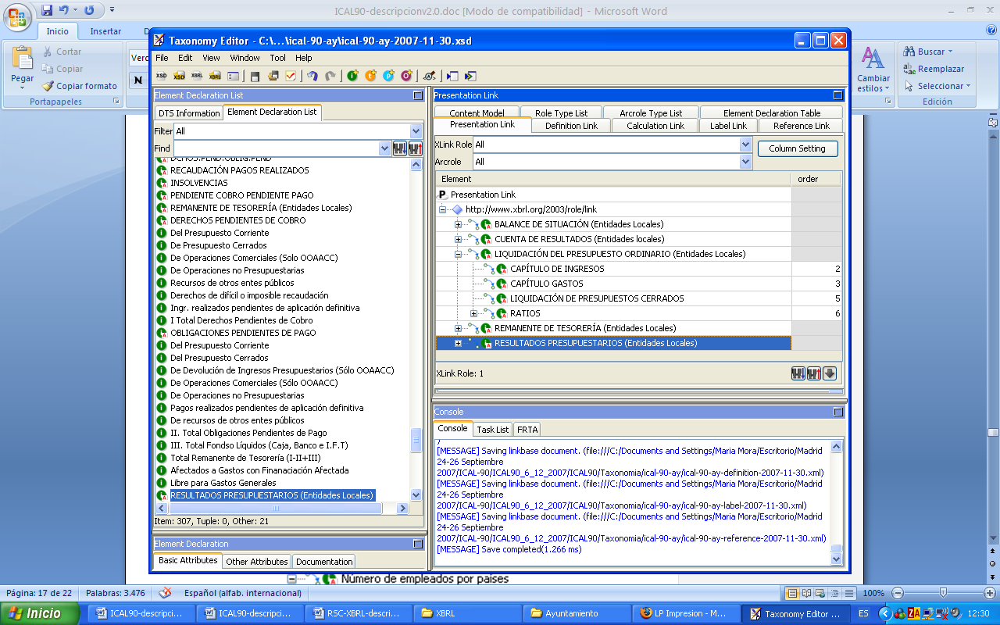 ICAL90-descripcionv2.0.doc [Modo de compatibilidad] - Microsoft Word
Inicio
Insertar
Pegar
Cortar
Copiar
Copiar formato
Portapapeles
Verd
N
Cambiar estilos
Buscar
Reemplazar
Seleccionar
Edición
Taxonomy Editor - C:\...\ical-90-ay\ical-90-ay-2007-11-30.xsd
File Edit View Window Tool Help
Element Declaration List
DTS Information
Element Declaration List
Filter All
Find
DCHOS.PEND.OBLIG.PEND
RECAUDACIÓN PAGOS REALIZADOS
INSOLVENCIAS
PENDIENTE COBRO PENDIENTE PAGO
REMANENTE DE TESORERÍA (Entidades Locales)
DERECHOS PENDIENTES DE COBRO
Del Presupuesto Corriente
De Presupuesto Cerrados
De Operaciones Comerciales (Solo OOAACC)
De Operaciones no Presupuestarias
Recursos de otros entes públicos
Derechos de difícil o imposible recaudación
Ingr. realizados pendientes de aplicación definitiva
I Total Derechos Pendientes de Cobro
OBLIGACIONES PENDIENTES DE PAGO
Del Presupuesto Corriente
Del Presupuesto Cerrados
De Devolución de Ingresos Presupuestarios (Sólo OOAACC)
De Operaciones Comerciales (Sólo OOAACC)
De Operaciones no Presupuestarias
Pagos realizados pendientes de aplicación definitiva
De recursos de otros entes públicos
II. Total Obligaciones Pendientes de Pago
III. Total Fondso Líquidos (Caja, Banco e I.F.T)
Total Remanente de Tesorería (I-II+III)
Afectados a Gastos con Finanaciación Afectada
Libre para Gastos Generales
RESULTADOS PRESUPUESTARIOS (Entidades Locales)
Item: 307, Tuple: 0, Other: 21
Element Declaration
Basic Attributes
Other Attributes
Documentation
Presentation Link
Content Model
Role Type List
Arcrole Type List
Element Declaration Table
Presentation Link
Definition Link
Calculation Link
Label Link
Reference Link
XLink Role All
Column Setting
Arcrole All
Element order
Presentation Link
http://www.xbrl.org/2003/role/link
BALANCE DE SITUACIÓN (Entidades Locales)
CUENTA DE RESULTADOS (Entidades locales)
LIQUIDACIÓN DEL PRESUPUESTO ORDINARIO (Entidades Locales)
CAPÍTULO DE INGRESOS 2
CAPÍTULO GASTOS 3
LIQUIDACIÓN DE PRESUPUESTOS CERRADOS 5
RATIOS 6
REMANENTE DE TESORERÍA (Entidades Locales)
RESULTADOS PRESUPUESTARIOS (Entidades Locales)
XLink Role: 1
Console
Console
Task List
FRTA
)
[MESSAGE] Saving linkbase document. (file:///C:/Documents and Settings/Maria Mora/Escritorio/Madrid
24-26 Septiembre
2007/ICAL-90/ICAL90_6_12_2007/ICAL90/Taxonomia/ical-90-ay/ical-90-ay-definition-2007-11-30.xml)
[MESSAGE] Saving linkbase document. (file:///C:/Documents and Settings/Maria Mora/Escritorio/Madrid
24-26 Septiembre
2007/ICAL-90/ICAL90_6_12_2007/ICAL90/Taxonomia/ical-90-ay/ical-90-ay-label-2007-11-30.xml)
[MESSAGE] Saving linkbase document. (file:///C:/Documents and Settings/Maria Mora/Escritorio/Madrid
24-26 Septiembre
2007/ICAL-90/ICAL90_6_12_2007/ICAL90/Taxonomia/ical-90-ay/ical-90-ay-reference-2007-11-30.xml)
[MESSAGE] Save completed(1.266 ms)
Número de empleados por países
Página: 17 de 22
Palabras: 3.476
Español (alfab. internacional)
100%
Inicio
ICAL90-descripci...
ICAL90-descripci...
RSC-XBRL-descri...
XBRL
Ayuntamiento
LP Impresion - M...
Taxonomy Editor ...
ES
12:30